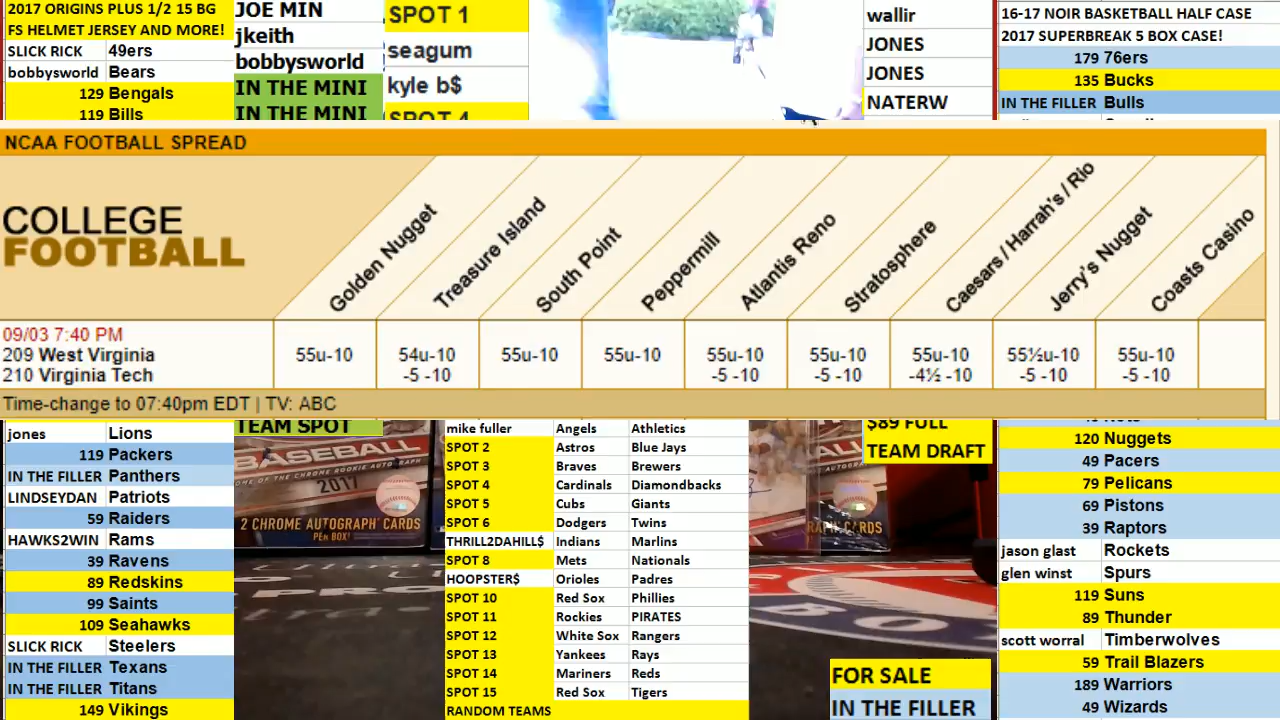 2017 ORIGINS PLUS 1/2 15 BG
FS HELMET JERSEY AND MORE!
SLICK RICK 49ers
bobbysworld Bears
129 Bengals
119 Bills
JOE MIN
jkeith
bobbysworld
IN THE MINI
IN THE MINI
SPOT 1
seagum
kyle b$
SPOT 4
wallir
JONES
JONES
NATERW
16-17 NOIR BASKETBALL HALF CASE
2017 SUPERBREAK 5 BOX CASE!
179 76ers
135 Bucks
IN THE FILLER Bulls
NCAA FOOTBALL SPREAD
COLLEGE
FOOTBALL
Golden Nugget
Treasure Island
South Point
Peppermill
Atlantis Reno
Stratosphere
Caesars / Harrah's / Rio
Jerry's Nugget
Coasts Casino
09/03 7:40 PM
209 West Virginia 55u-10 54u-10 55u-10 55u-10 55u-10 55u-10 55u-10 55½u-10 55u-10
210 Virginia Tech -5 -10 -5 -10 -5 -10 -4½ -10 -5 -10 -5 -10
Time-change to 07:40pm EDT | TV: ABC
jones Lions
119 Packers
IN THE FILLER Panthers
LINDSEYDAN Patriots
59 Raiders
HAWKS2WIN Rams
39 Ravens
89 Redskins
99 Saints
109 Seahawks
SLICK RICK Steelers
IN THE FILLER Texans
IN THE FILLER Titans
149 Vikings
TEAM SPOT
BASEBALL
2017
2 CHROME AUTOGRAPH CARDS
PER BOX!
mike fuller Angels Athletics
SPOT 2 Astros Blue Jays
SPOT 3 Braves Brewers
SPOT 4 Cardinals Diamondbacks
SPOT 5 Cubs Giants
SPOT 6 Dodgers Twins
THRILL2DAHILL$ Indians Marlins
SPOT 8 Mets Nationals
HOOPSTER$ Orioles Padres
SPOT 10 Red Sox Phillies
SPOT 11 Rockies PIRATES
SPOT 12 White Sox Rangers
SPOT 13 Yankees Rays
SPOT 14 Mariners Reds
SPOT 15 Red Sox Tigers
RANDOM TEAMS
$89 FULL
TEAM DRAFT
FOR SALE
IN THE FILLER
120 Nuggets
49 Pacers
79 Pelicans
69 Pistons
39 Raptors
jason glast Rockets
glen winst Spurs
119 Suns
89 Thunder
scott worral Timberwolves
59 Trail Blazers
189 Warriors
49 Wizards